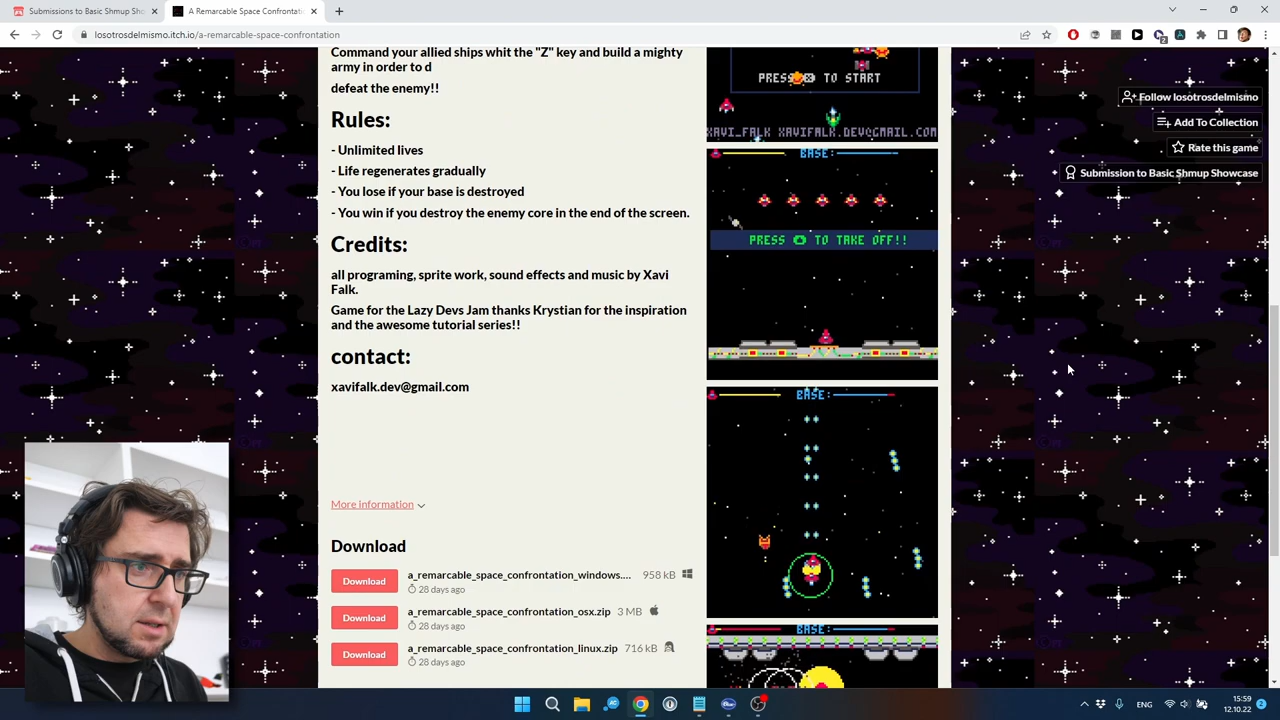 Submissions to Basic Shmup Sho
A Remarcable Space Confrontatio
losotrosdelmismo.itch.io/a-remarcable-space-confrontation
Command your allied ships whit the "Z" key and build a mighty
army in order to d
defeat the enemy!!
Rules:
- Unlimited lives
- Life regenerates gradually
- You lose if your base is destroyed
- You win if you destroy the enemy core in the end of the screen.
Credits:
all programing, sprite work, sound effects and music by Xavi
Falk.
Game for the Lazy Devs Jam thanks Krystian for the inspiration
and the awesome tutorial series!!
contact:
xavifalk.dev@gmail.com
More information
Download
Download
a_remarcable_space_confrontation_windows....
958 kB
28 days ago
Download
a_remarcable_space_confrontation_osx.zip
3 MB
28 days ago
Download
a_remarcable_space_confrontation_linux.zip
716 kB
28 days ago
TO START
XAVI_FALK XAVIFALK.DEV@GMAIL.COM
BASE:
PRESS TO TAKE OFF!!
BASE:
BASE:
Follow losotrosdelmismo
Add To Collection
Rate this game
Submission to Basic Shmup Showcase
15:59
12.10.22